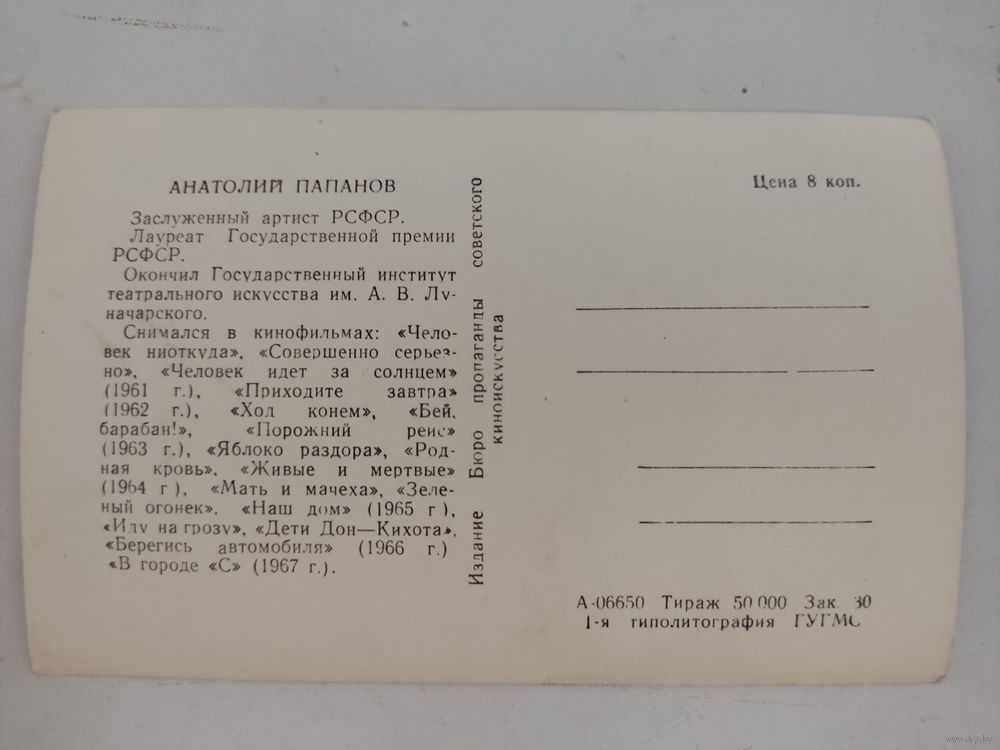 АНАТОЛИЙ ПАПАНОВ
Заслуженный артист РСФСР.
Лауреат Государственной премии
РСФСР.
Окончил Государственный институт
театрального искусства им. А. В. Лу-
начарского.
Снимался в кинофильмах: «Чело-
век ниоткуда», «Совершенно серьез-
но», «Человек идет за солнцем»
(1961 г.), «Приходите завтра»
(1962 г.), «Ход конем», «Бей,
барабан!», «Порожний рейс»
(1963 г.), «Яблоко раздора», «Род-
ная кровь», «Живые и мертвые»
(1964 г), «Мать и мачеха», «Зеле-
ный огонек», «Наш дом» (1965 г),
«Иду на грозу», «Дети Дон—Кихота»,
«Берегись автомобиля» (1966 г.)
«В городе «С» (1967 г.).
Издание Бюро пропаганды советского
киноискусства
Цена 8 коп.
А-06650 Тираж 50 000 Зак. 30
1-я типолитография ГУГМС
www.ay.by